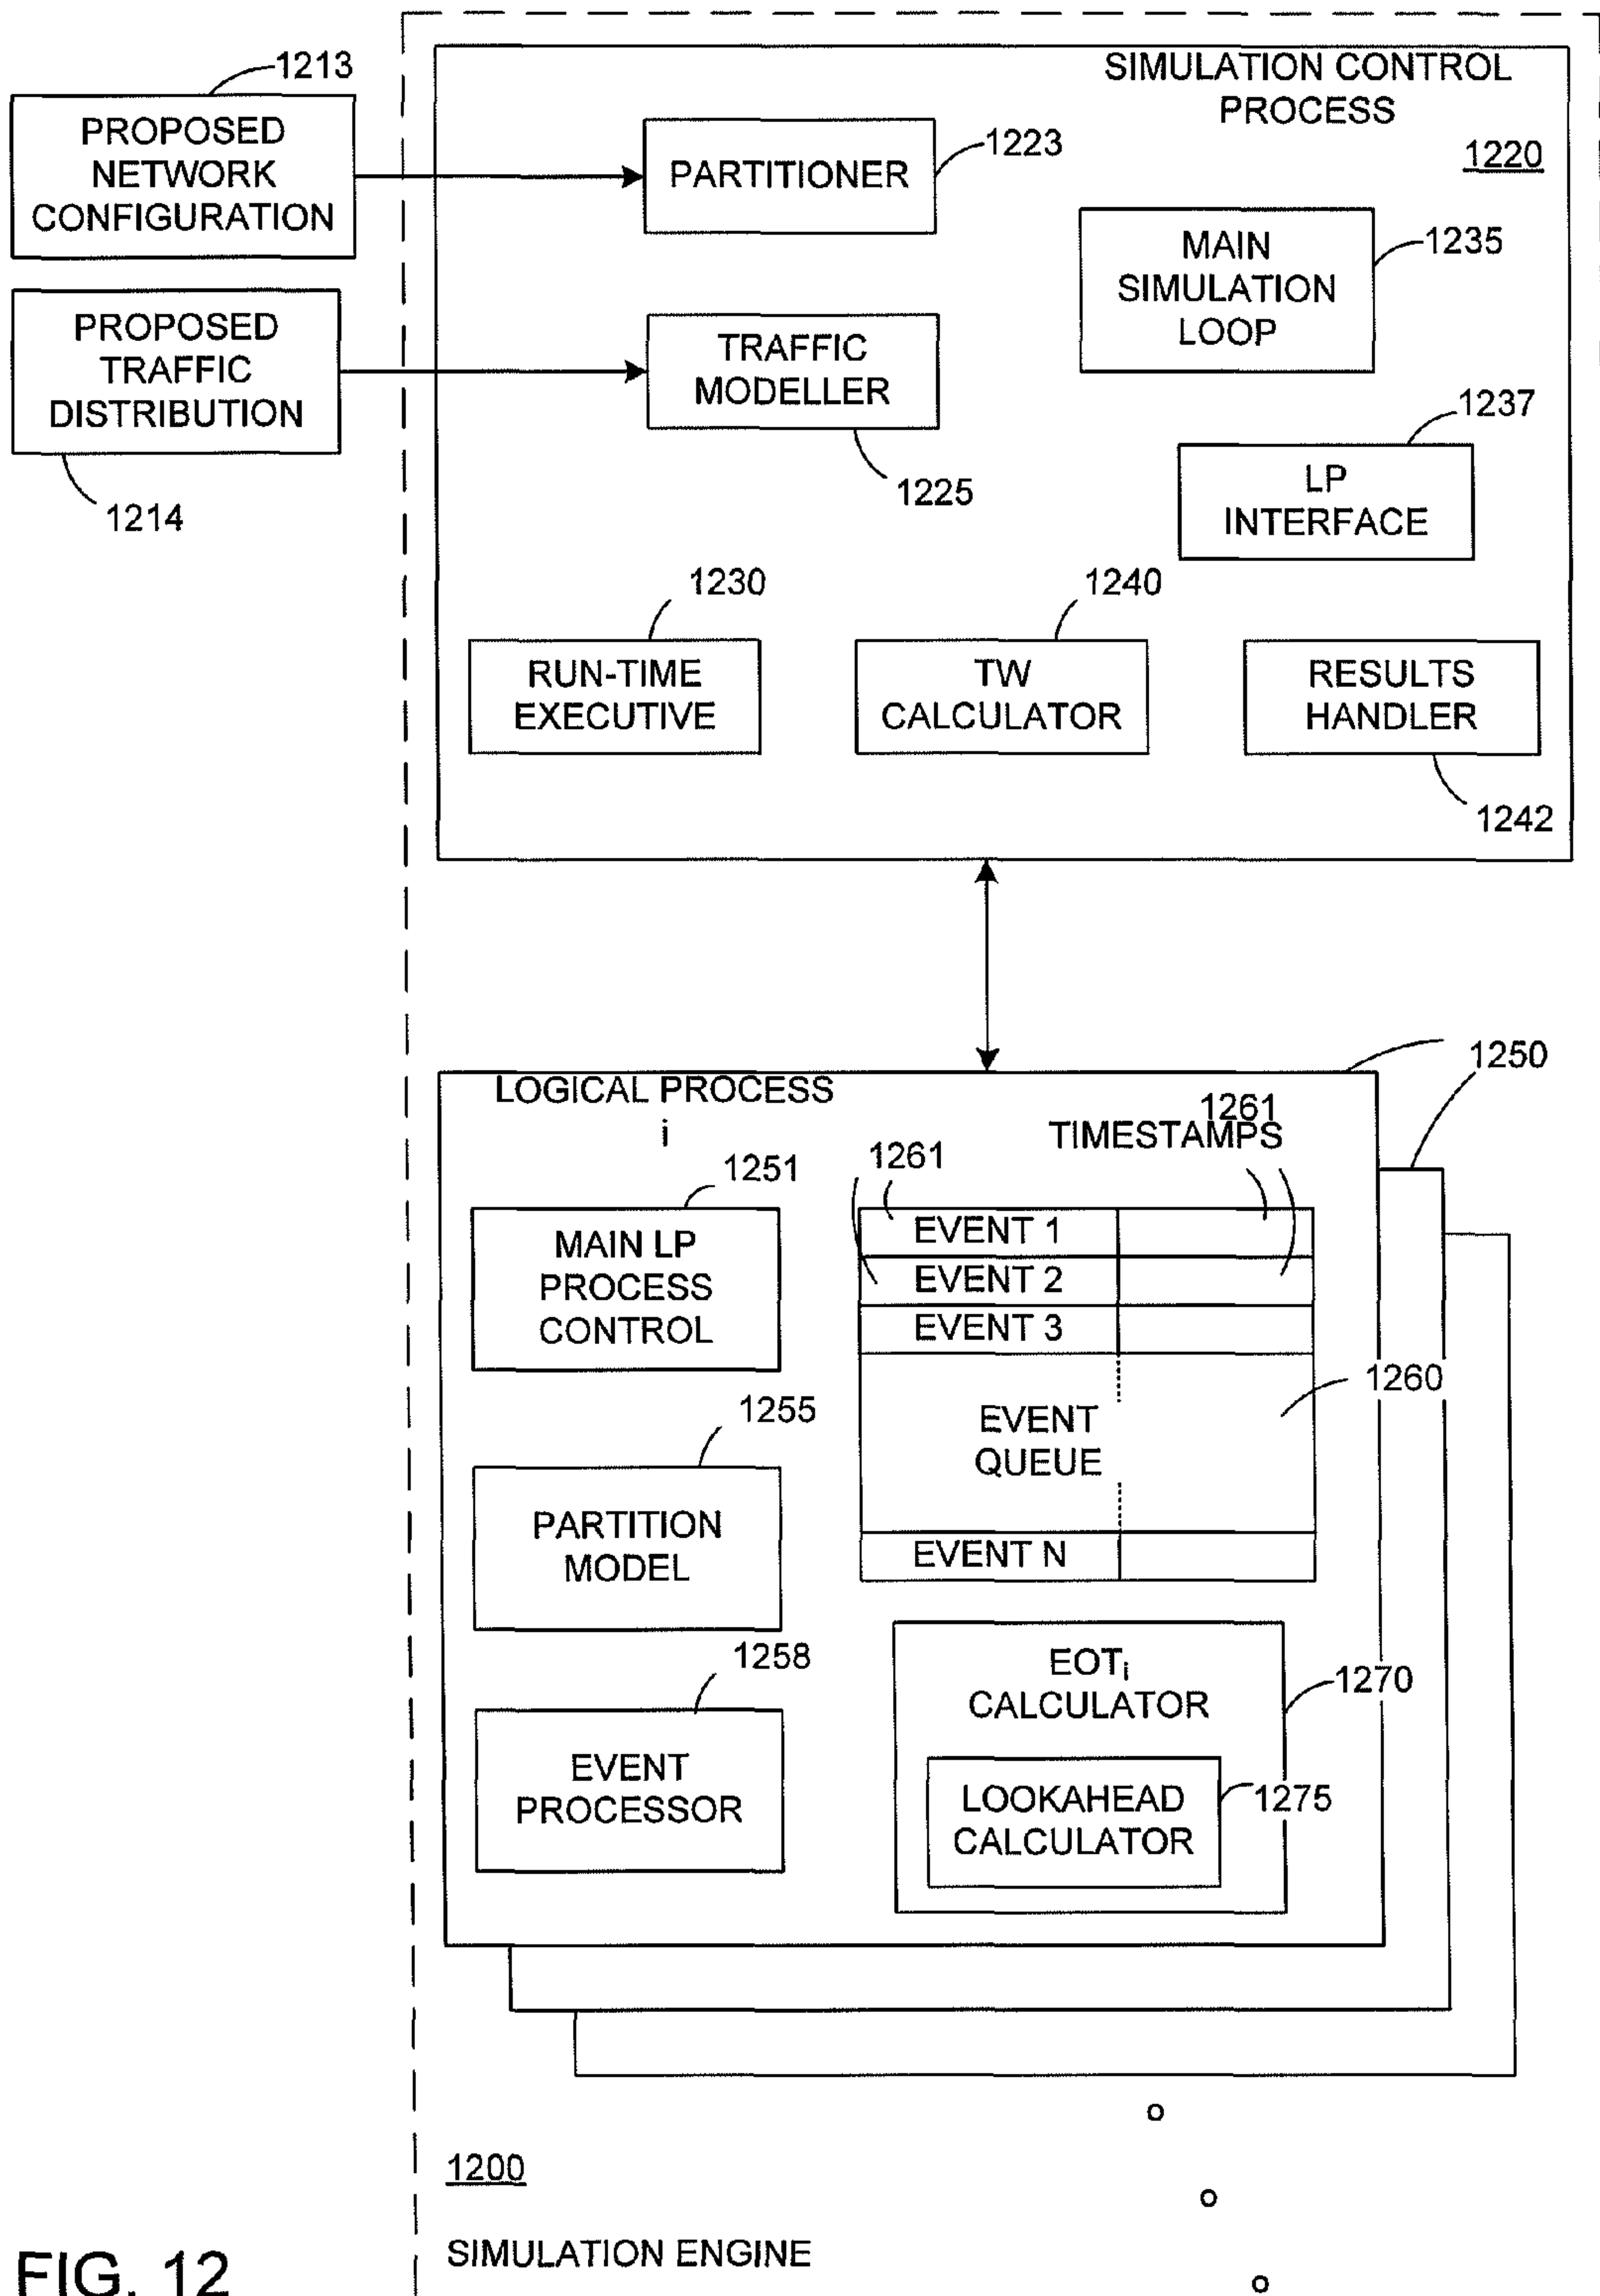 1213
PROPOSED
NETWORK
CONFIGURATION
PROPOSED
TRAFFIC
DISTRIBUTION
1214
SIMULATION CONTROL
PROCESS
1220
PARTITIONER
1223
MAIN
SIMULATION
LOOP
1235
TRAFFIC
MODELLER
1225
1237
LP
INTERFACE
1230
RUN-TIME
EXECUTIVE
1240
TW
CALCULATOR
RESULTS
HANDLER
1242
1250
LOGICAL PROCESS
i
1261
TIMESTAMPS
1261
1251
MAIN LP
PROCESS
CONTROL
EVENT 1
EVENT 2
EVENT 3
1260
EVENT
QUEUE
EVENT N
1255
PARTITION
MODEL
1258
EVENT
PROCESSOR
EOTi
CALCULATOR
1270
LOOKAHEAD
CALCULATOR
1275
1200
SIMULATION ENGINE
FIG. 12